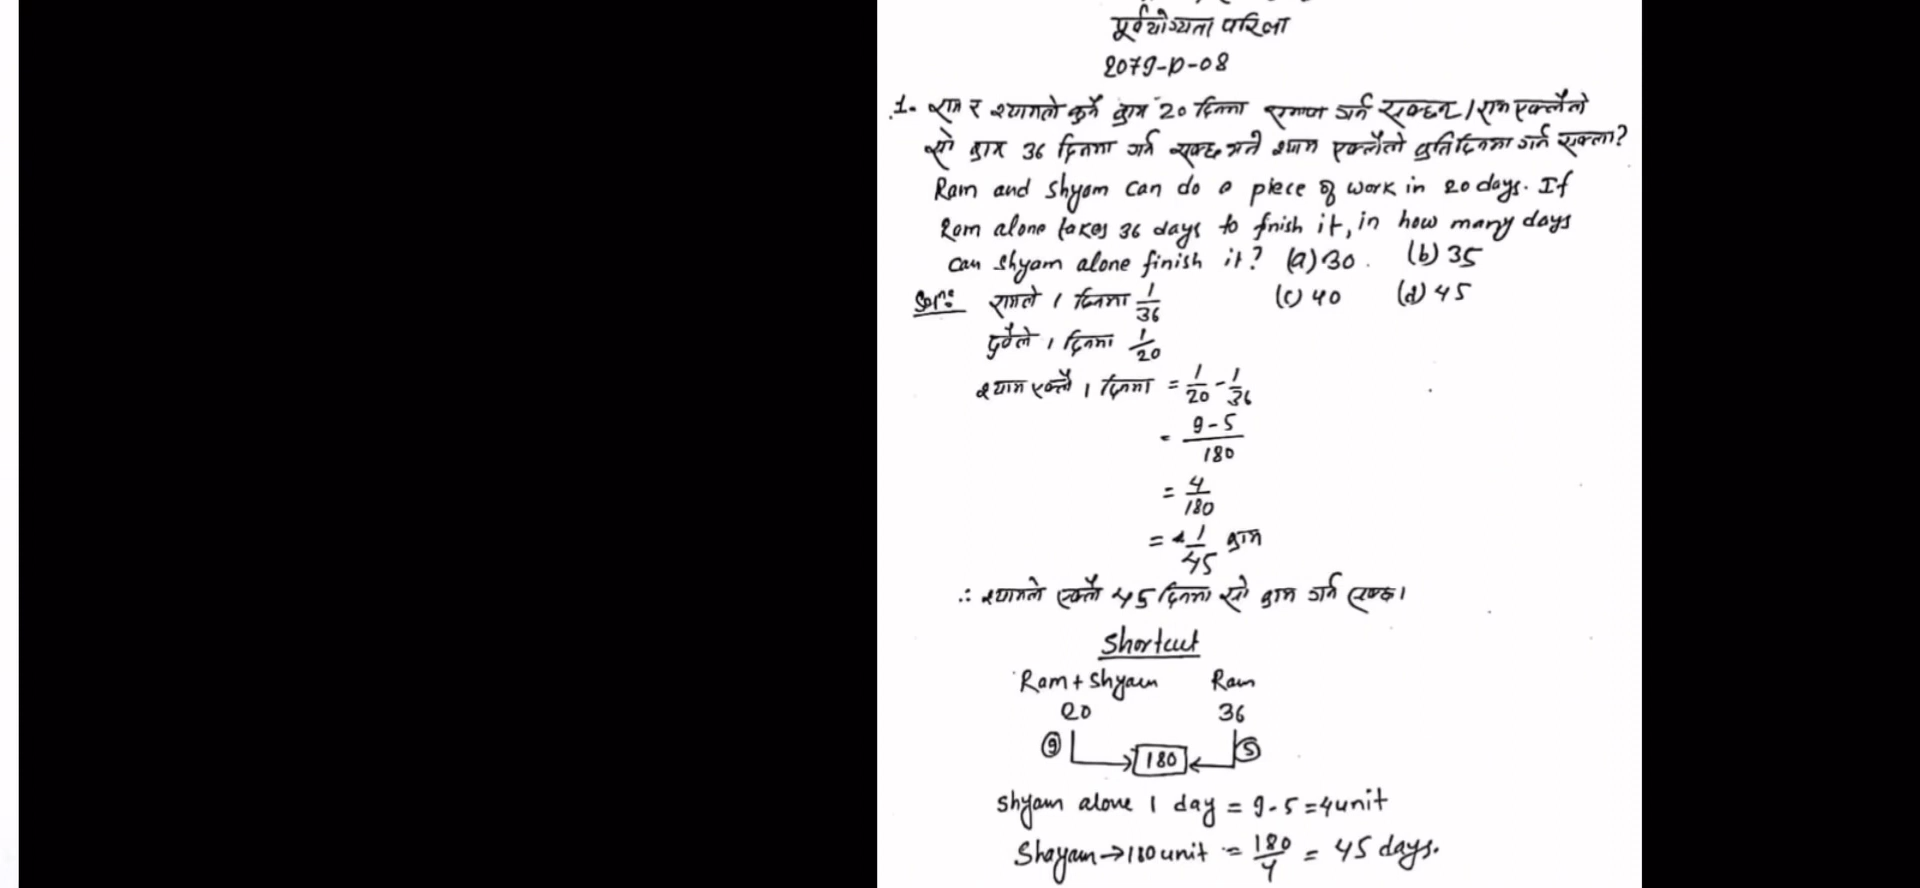 पूर्वयोग्यता परिक्षा
2079-10-08
1. राम र श्यामले कुनै काम 20 दिनमा सम्पन्न गर्न सक्छन् । राम एक्लैले
सो काम 36 दिनमा गर्न सक्छ भने श्याम एक्लैले कतिदिनमा गर्न सक्ला?
Ram and Shyam can do a piece of work in 20 days. If
Ram alone takes 36 days to finish it, in how many days
can Shyam alone finish it? (a) 30 (b) 35
(c) 40 (d) 45
Solⁿ: रामले 1 दिनमा 1/36
दुवैले 1 दिनमा 1/20
श्याम एक्लै 1 दिनमा = 1/20 - 1/36
= 9-5/180
= 4/180
= 1/45 काम
∴ श्यामले एक्लै 45 दिनमा सो काम गर्न सक्छ।
Shortcut
Ram + Shyam Ram
20 36
9 180 5
Shyam alone 1 day = 9-5 = 4 unit
Shayam → 180 unit = 180/4 = 45 days.